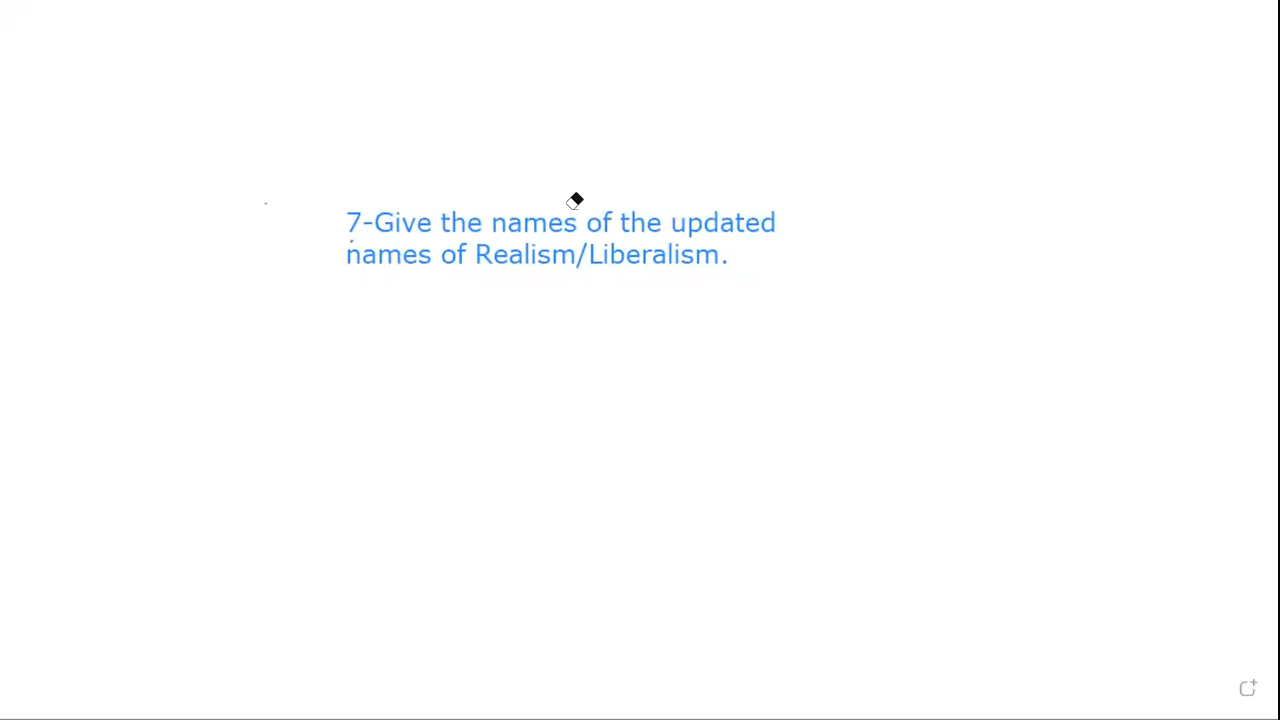 7-Give the names of the updated
names of Realism/Liberalism.